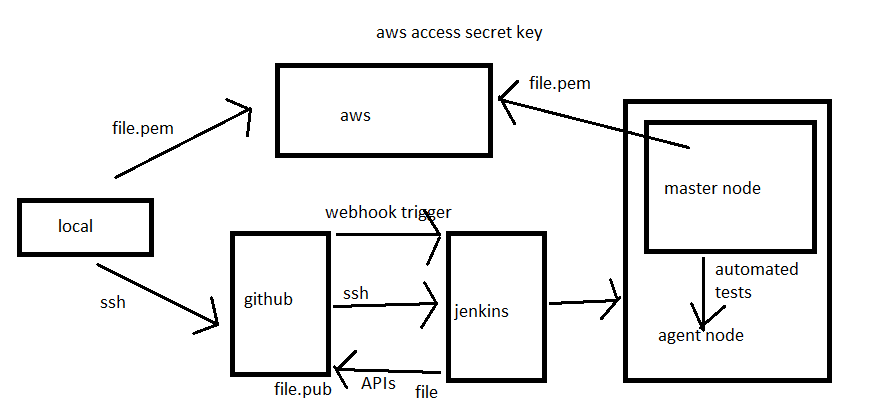 aws access secret key
file.pem
file.pem
aws
master node
local
webhook trigger
automated
tests
ssh
github
ssh
jenkins
agent node
file.pub
APIs
file